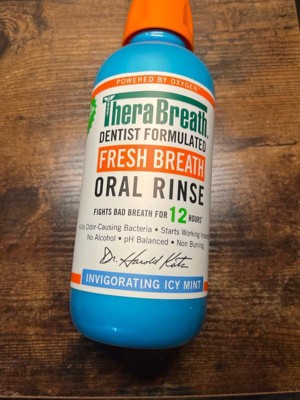 POWERED BY OXYGEN
TheraBreath
DENTIST FORMULATED
FRESH BREATH
ORAL RINSE
FIGHTS BAD BREATH FOR 12 HOURS
Odor-Causing Bacteria • Starts Working
No Alcohol • pH Balanced • Non Burning
Dr. Harold Katz
INVIGORATING ICY MINT